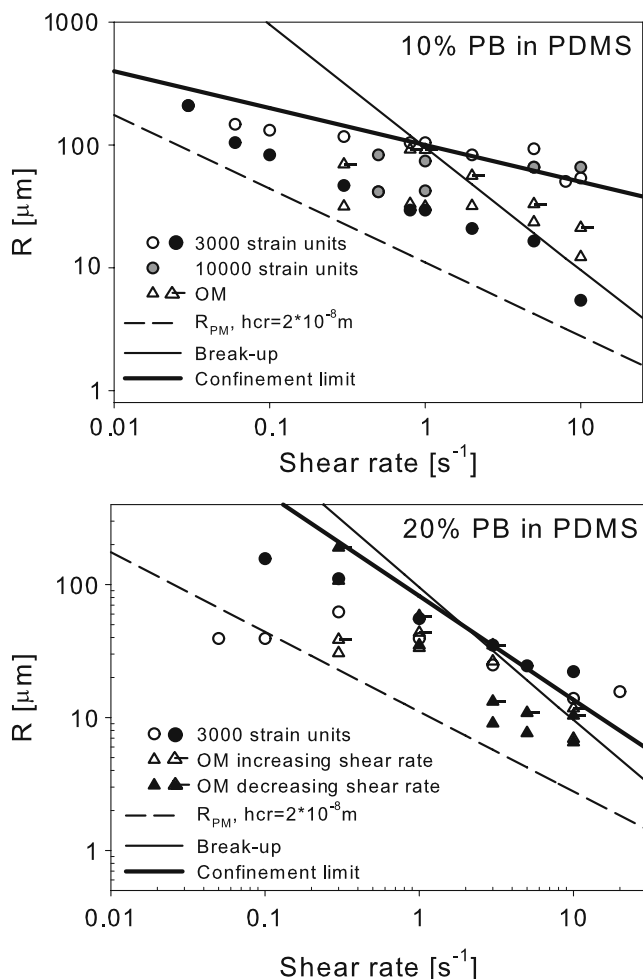 10% PB in PDMS
1000
100
10
1
R [μm]
3000 strain units
10000 strain units
OM
R_PM, hcr=2*10^-8m
Break-up
Confinement limit
0.01 0.1 1 10
Shear rate [s^-1]
20% PB in PDMS
100
10
1
R [μm]
3000 strain units
OM increasing shear rate
OM decreasing shear rate
R_PM, hcr=2*10^-8m
Break-up
Confinement limit
0.01 0.1 1 10
Shear rate [s^-1]